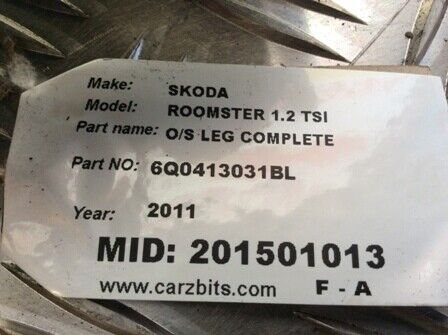 Make: SKODA
Model: ROOMSTER 1.2 TSI
Part name: O/S LEG COMPLETE
Part NO: 6Q0413031BL
Year: 2011
MID: 201501013
www.carzbits.com F - A